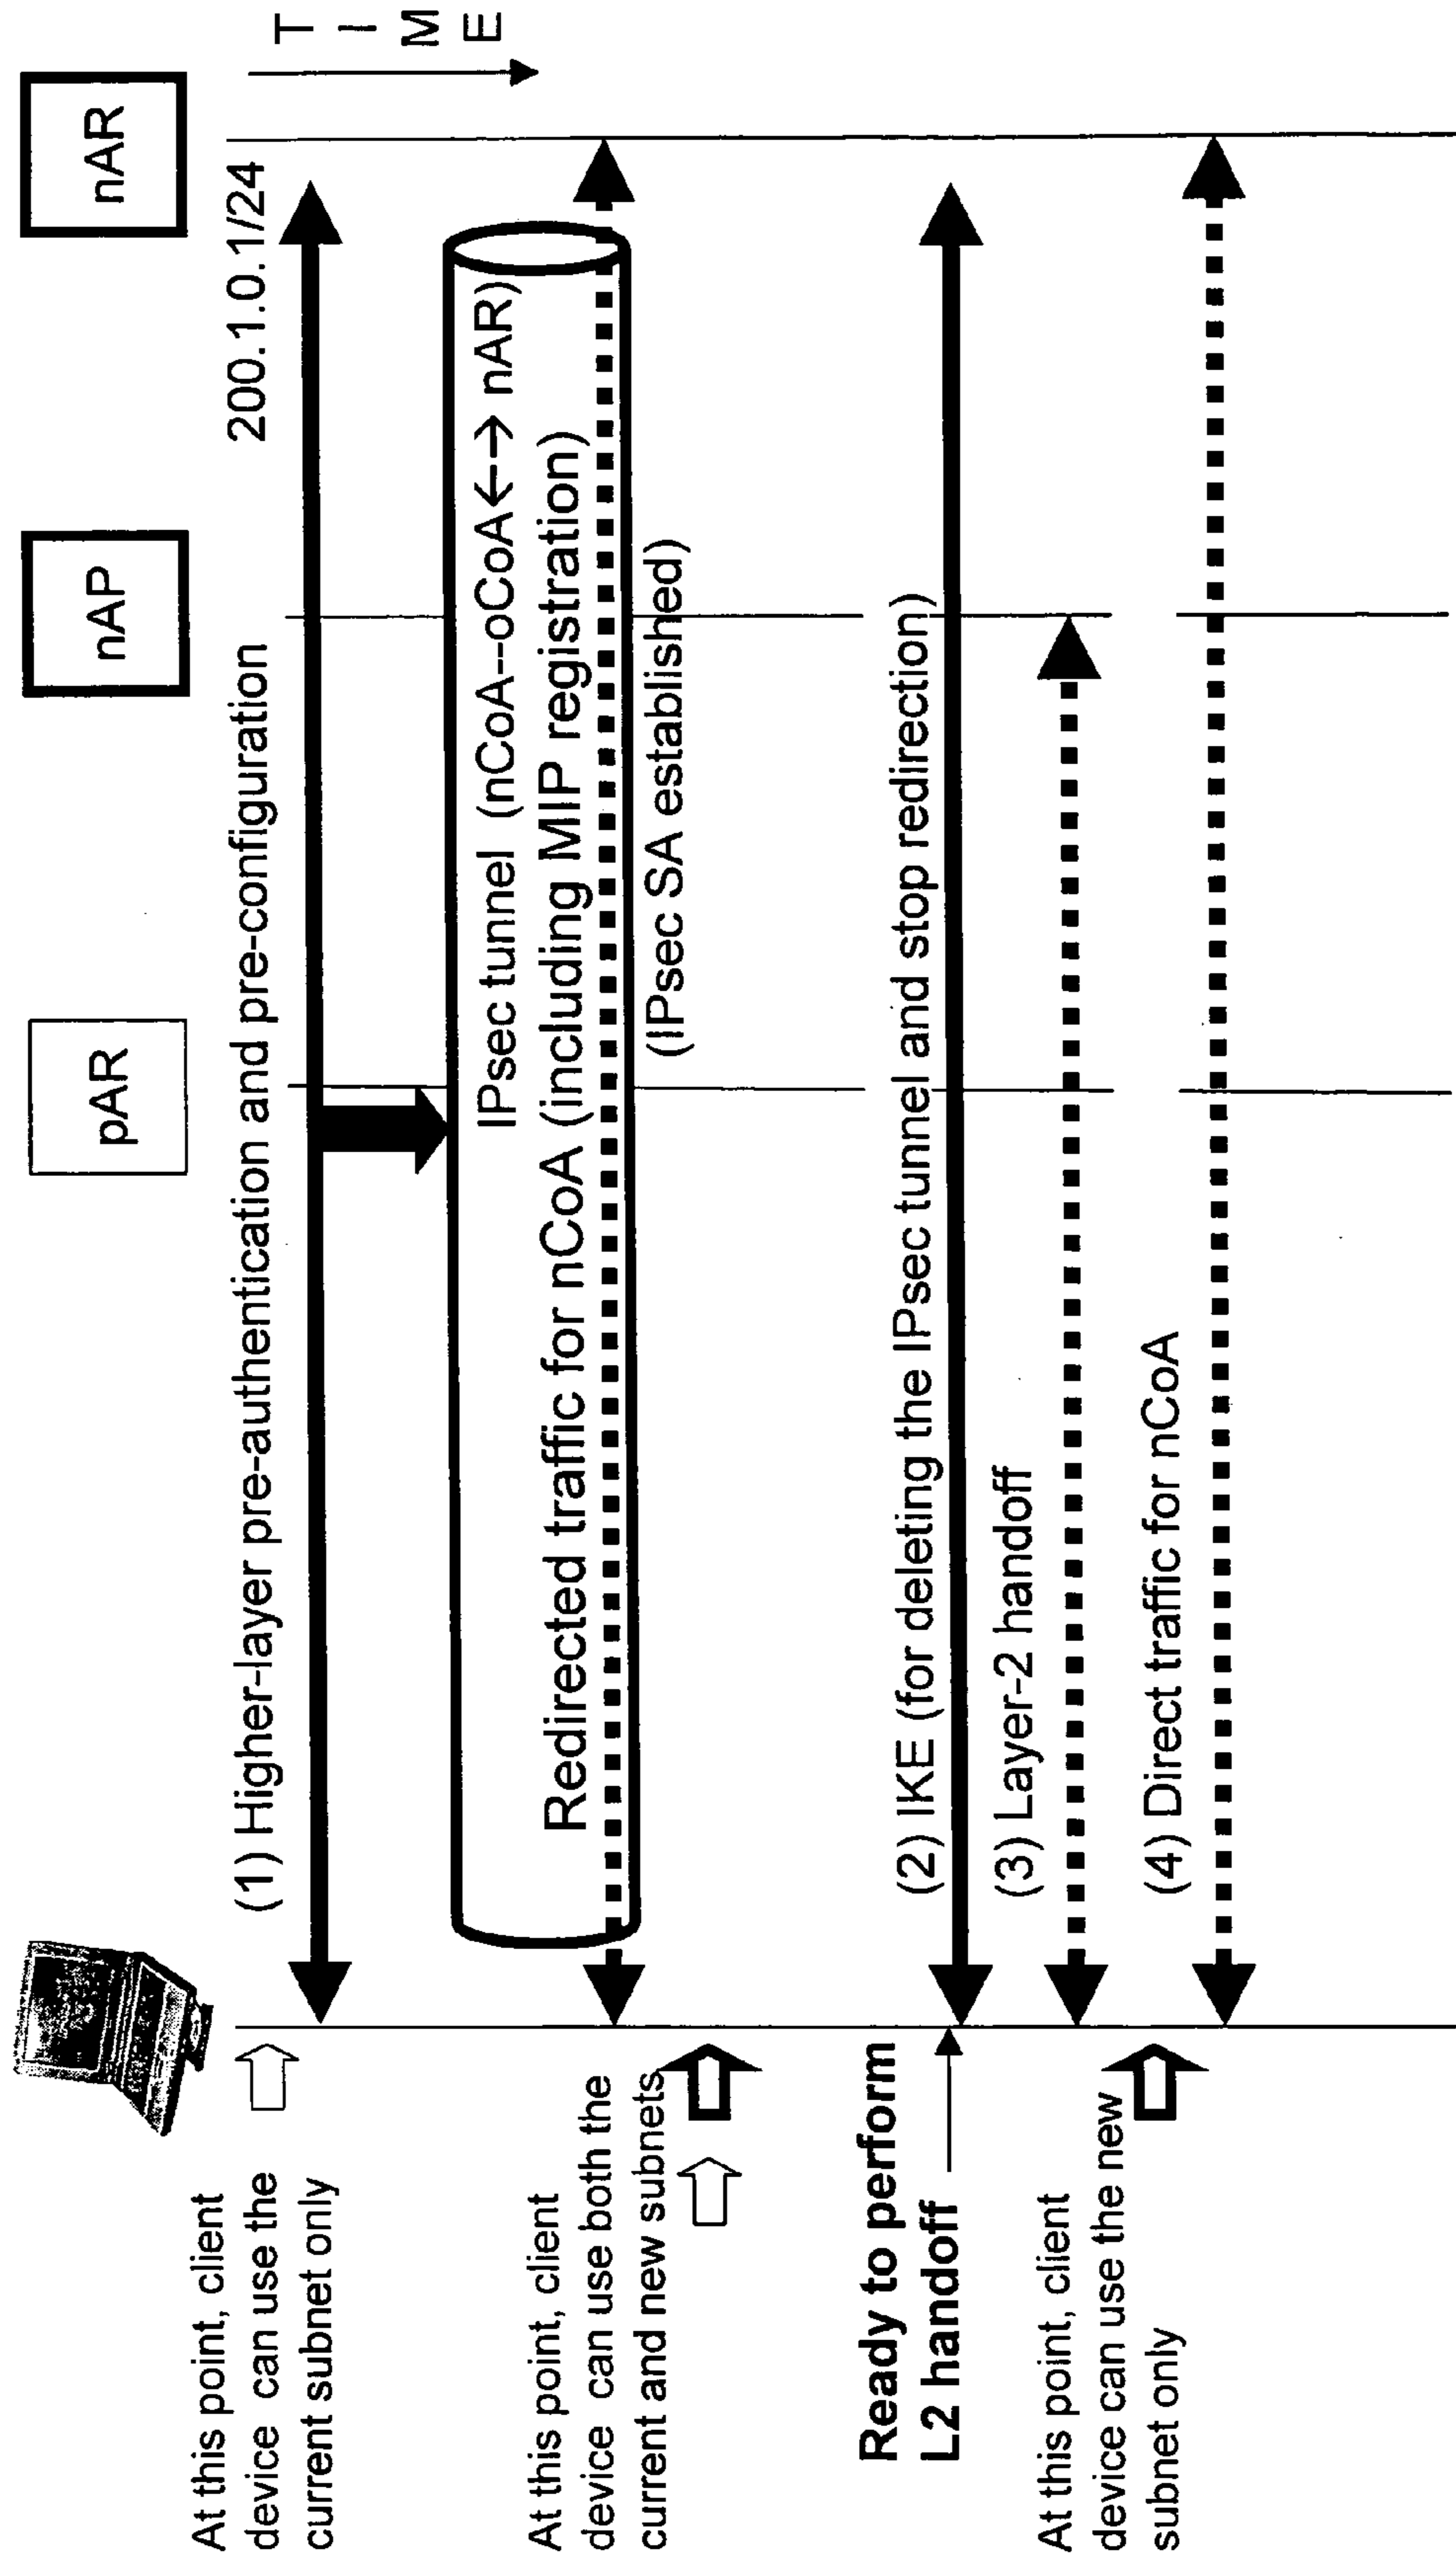 pAR
nAP
nAR
T
I
M
E
200.1.0.1/24
(1) Higher-layer pre-authentication and pre-configuration
At this point, client
device can use the
current subnet only
IPsec tunnel (nCoA--oCoA←→ nAR)
Redirected traffic for nCoA (including MIP registration)
(IPsec SA established)
At this point, client
device can use both the
current and new subnets
(2) IKE (for deleting the IPsec tunnel and stop redirection)
Ready to perform
L2 handoff
(3) Layer-2 handoff
At this point, client
device can use the new
subnet only
(4) Direct traffic for nCoA